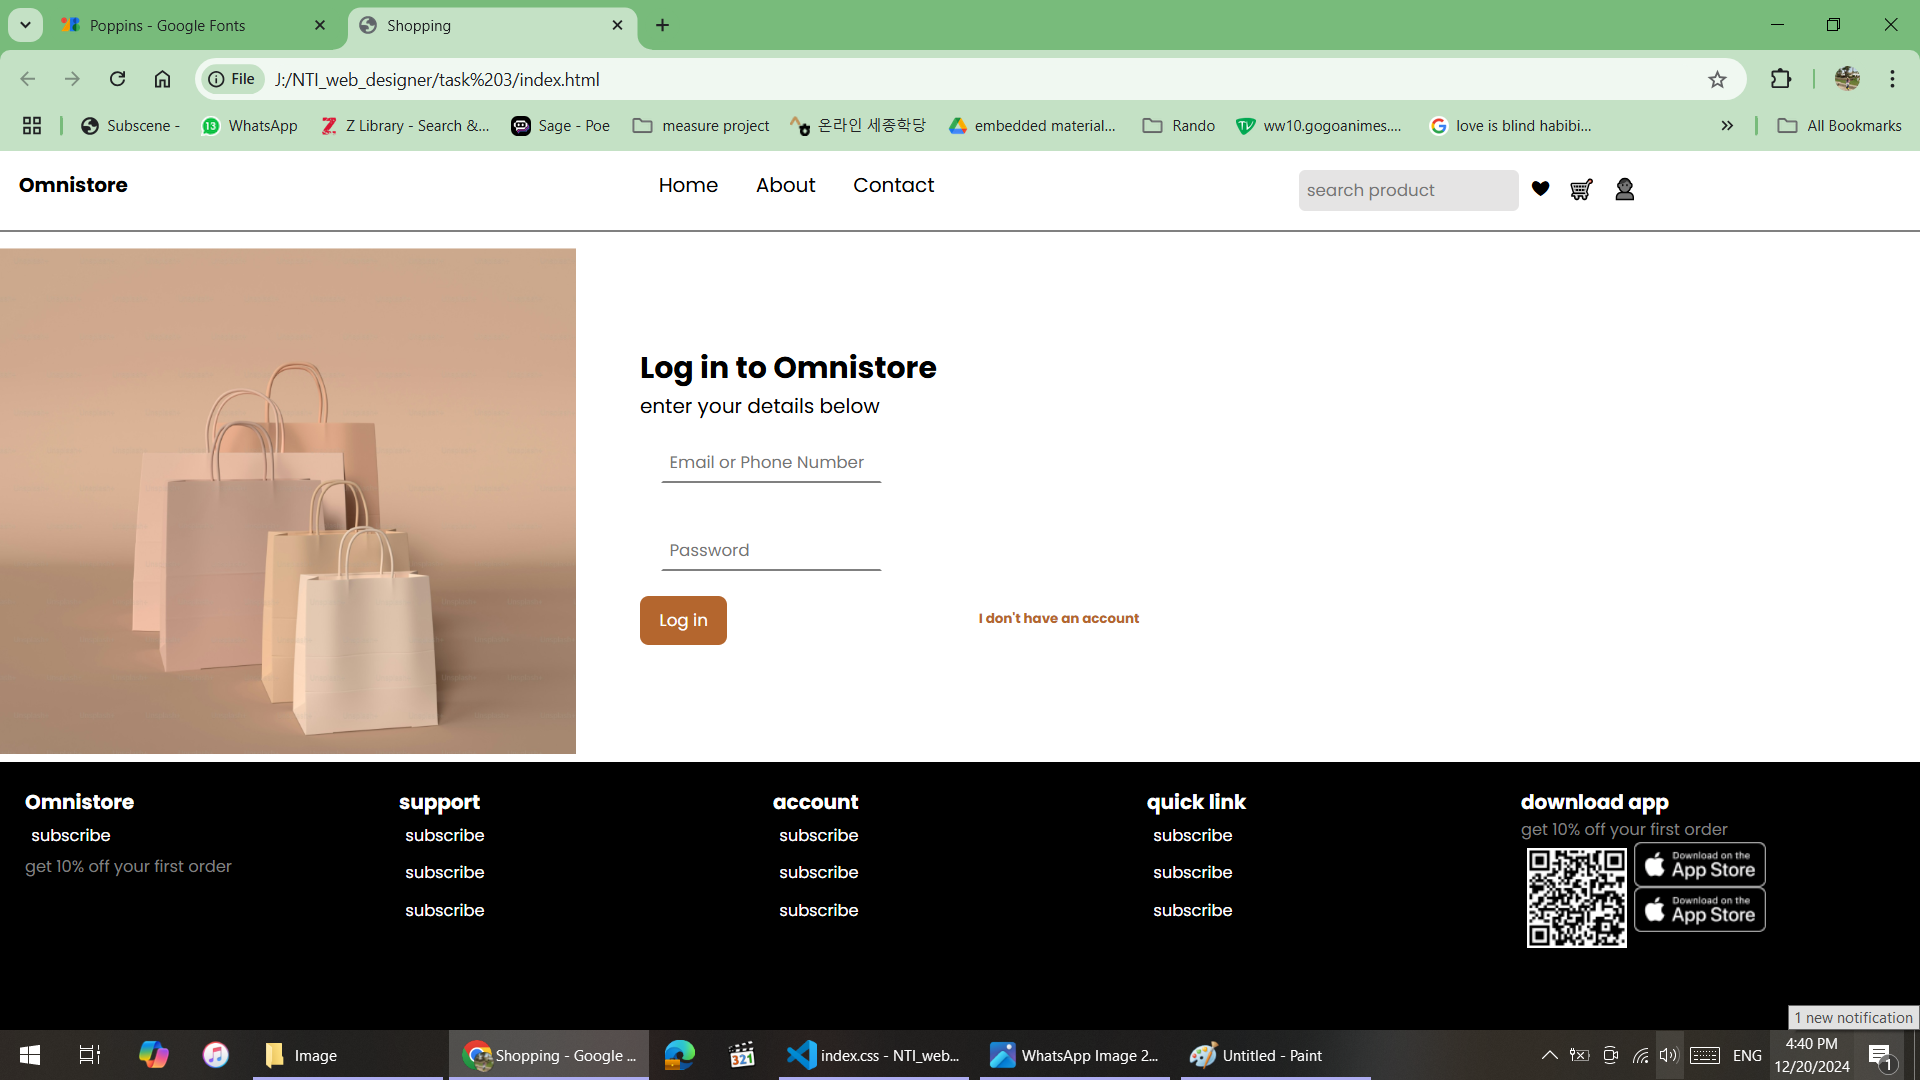 Poppins - Google Fonts
Shopping
File
J:/NTI_web_designer/task%203/index.html
Subscene -
13
WhatsApp
Z Library - Search &...
Sage - Poe
measure project
온라인 세종학당
embedded material...
Rando
ww10.gogoanimes....
love is blind habibi...
All Bookmarks
Omnistore
Home
About
Contact
search product
Log in to Omnistore
enter your details below
Email or Phone Number
Password
Log in
I don't have an account
Omnistore
subscribe
get 10% off your first order
support
subscribe
subscribe
subscribe
account
subscribe
subscribe
subscribe
quick link
subscribe
subscribe
subscribe
download app
get 10% off your first order
Download on the
App Store
Download on the
App Store
1 new notification
Image
Shopping - Google ...
321
index.css - NTI_web...
WhatsApp Image 2...
Untitled - Paint
ENG
4:40 PM
12/20/2024
1